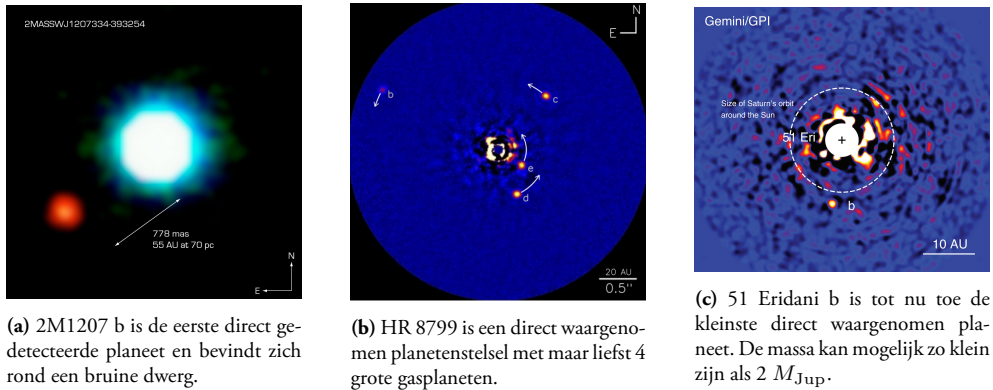 2MASSWJ1207334-393254
778 mas
55 AU at 70 pc
N
E
(a) 2M1207 b is de eerste direct ge-
detecteerde planeet en bevindt zich
rond een bruine dwerg.
N
E
b
c
e
d
20 AU
0.5"
(b) HR 8799 is een direct waargeno-
men planetenstelsel met maar liefst 4
grote gasplaneten.
Gemini/GPI
Size of Saturn's orbit
around the Sun
51 Eri
b
10 AU
(c) 51 Eridani b is tot nu toe de
kleinste direct waargenomen pla-
neet. De massa kan mogelijk zo klein
zijn als 2 M_Jup.